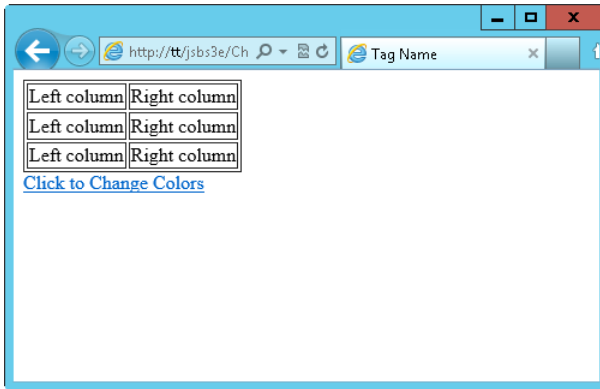 http://tt/jsbs3e/Ch
Tag Name
Left column Right column
Left column Right column
Left column Right column
Click to Change Colors